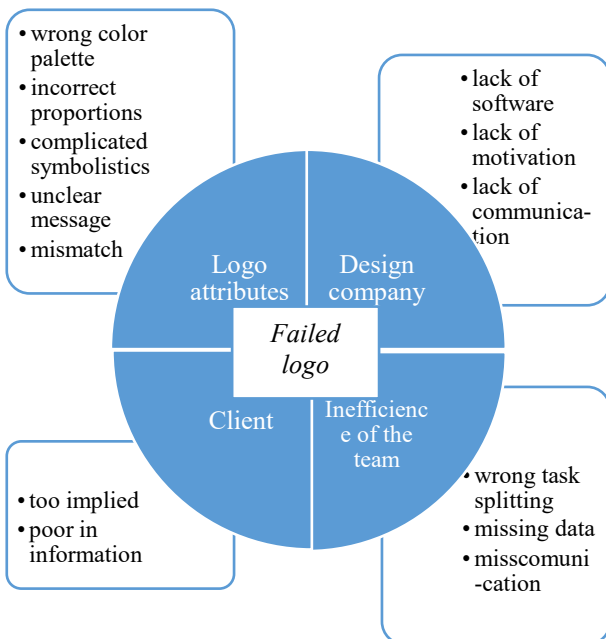 • wrong color
palette
• incorrect
proportions
• complicated
symbolistics
• unclear
message
• mismatch
• lack of
software
• lack of
motivation
• lack of
communica-
tion
Logo
attributes
Design
company
Failed
logo
Client
Inefficienc
e of the
team
• too implied
• poor in
information
• wrong task
splitting
• missing data
• misscomuni
-cation